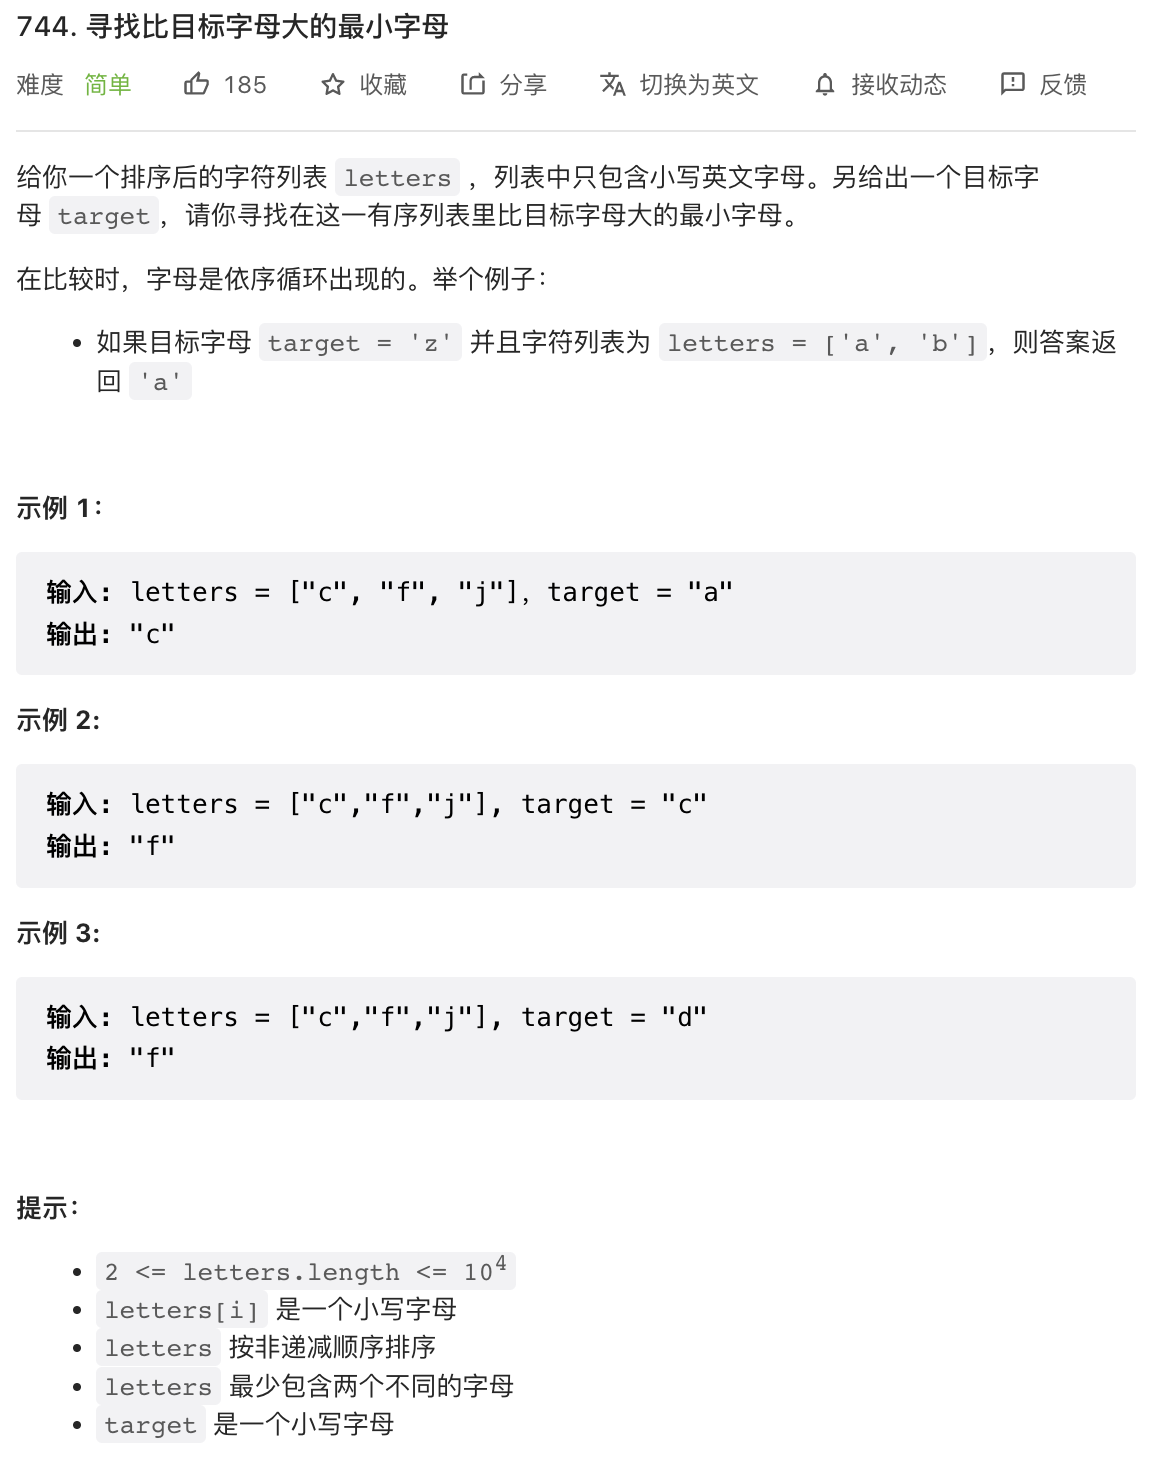 744. 寻找比目标字母大的最小字母
难度 简单 185 收藏 分享 切换为英文 接收动态 反馈
给你一个排序后的字符列表 letters ，列表中只包含小写英文字母。另给出一个目标字
母 target，请你寻找在这一有序列表里比目标字母大的最小字母。
在比较时，字母是依序循环出现的。举个例子：
如果目标字母 target = 'z' 并且字符列表为 letters = ['a', 'b']，则答案返
回 'a'
示例 1：
输入: letters = ["c", "f", "j"]，target = "a"
输出: "c"
示例 2:
输入: letters = ["c","f","j"], target = "c"
输出: "f"
示例 3:
输入: letters = ["c","f","j"], target = "d"
输出: "f"
提示：
2 <= letters.length <= 10⁴
letters[i] 是一个小写字母
letters 按非递减顺序排序
letters 最少包含两个不同的字母
target 是一个小写字母